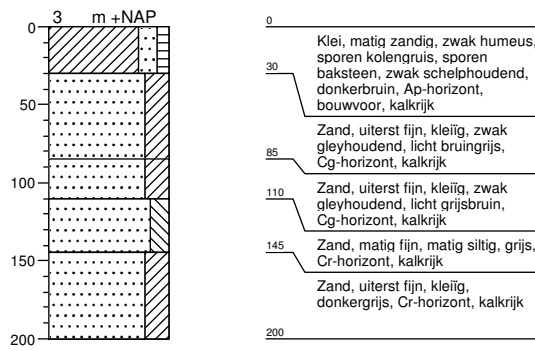 3 m +NAP
0
50
100
150
200
0
Klei, matig zandig, zwak humeus,
sporen kolengruis, sporen
baksteen, zwak schelphoudend,
donkerbruin, Ap-horizont,
bouwvoor, kalkrijk
30
Zand, uiterst fijn, kleiïg, zwak
gleyhoudend, licht bruingrijs,
Cg-horizont, kalkrijk
85
Zand, uiterst fijn, kleiïg, zwak
gleyhoudend, licht grijsbruin,
Cg-horizont, kalkrijk
110
Zand, matig fijn, matig siltig, grijs,
Cr-horizont, kalkrijk
145
Zand, uiterst fijn, kleiïg,
donkergrijs, Cr-horizont, kalkrijk
200